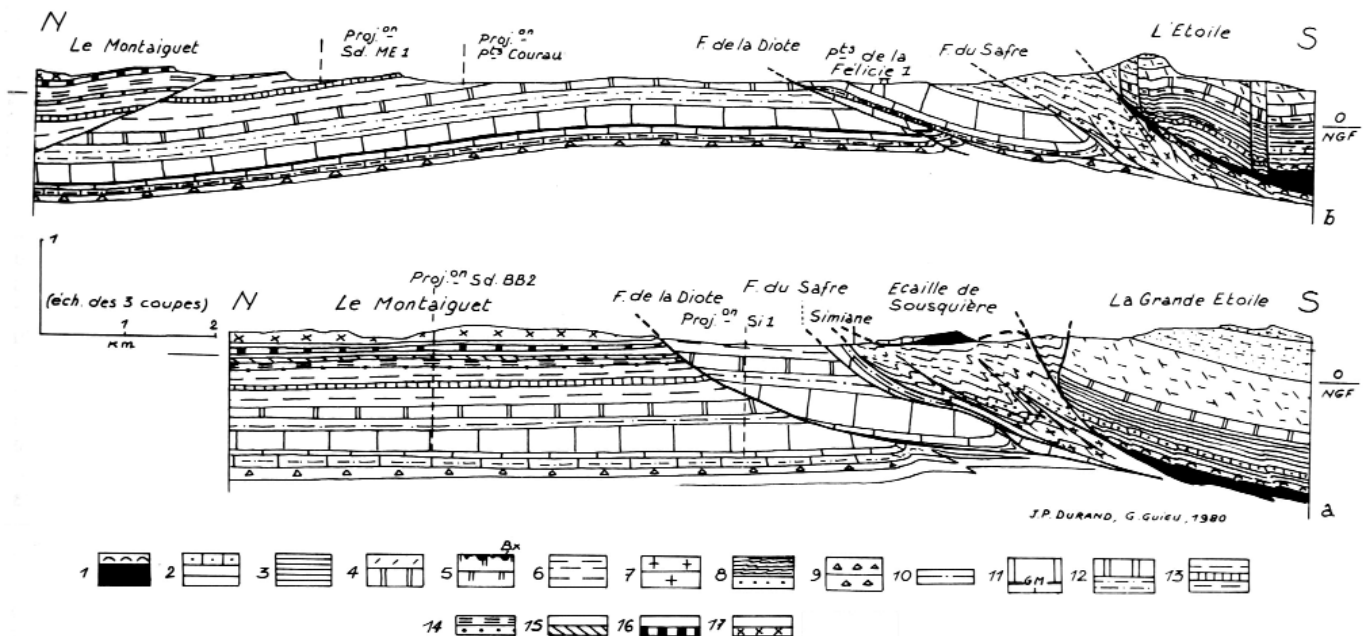 N
Le Montaiguet
Proj.on
Sd. ME 1
Proj.on
Pts Courau
F. de la Diote
Pts de la
Félicie 1
F. du Safre
L'Etoile
S
0
NGF
b
1
(éch. des 3 coupes)
1
2
Km
N
Le Montaiguet
Proj.on Sd. BB2
F. de la Diote
Proj.on Si 1
F. du Safre
Simiane
Ecaille de
Sousquière
La Grande Etoile
S
0
NGF
a
J.P. DURAND, G. GUIEU, 1980
1
2
3
4
5
Bx
6
7
8
9
10
11
GM
12
13
14
15
16
17